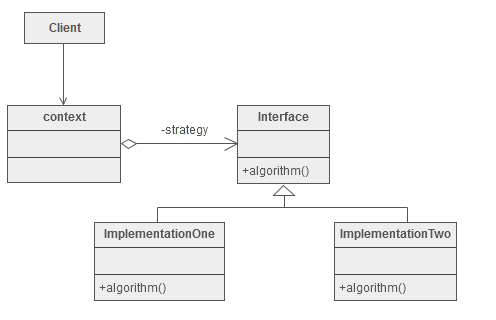 Client
context
-strategy
Interface
+algorithm()
ImplementationOne
+algorithm()
ImplementationTwo
+algorithm()